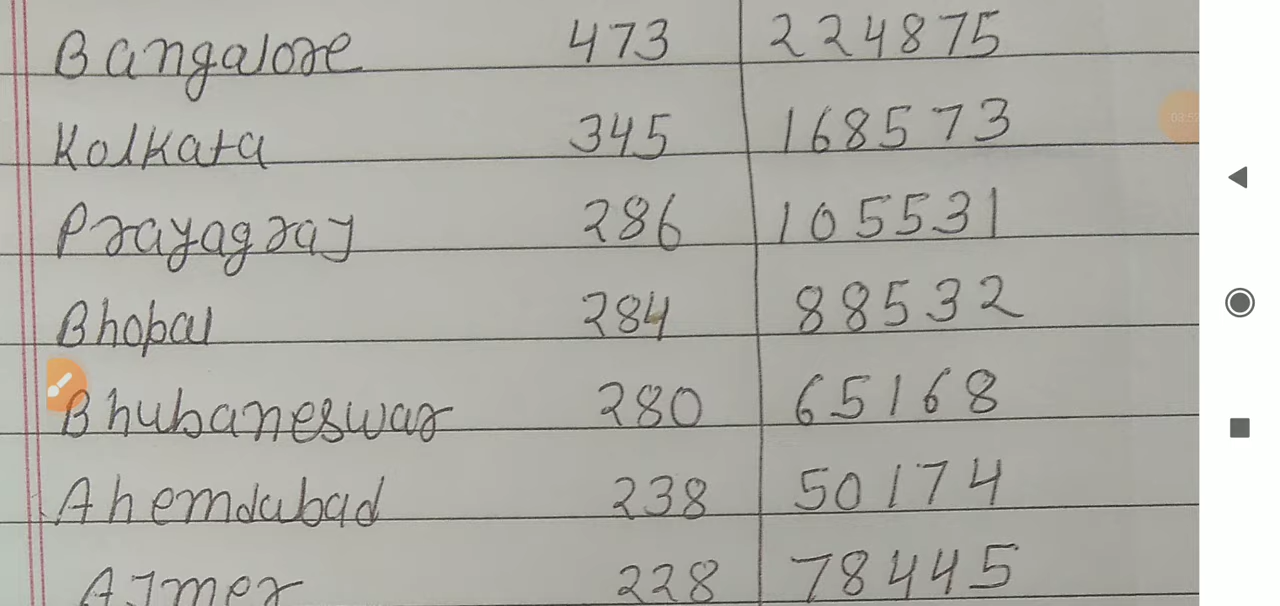 Bangalore 473 224875
Kolkata 345 168573
Prayagraj 286 105531
Bhopal 284 88532
Bhubaneswar 280 65168
Ahemdabad 238 50174
AJmer 228 78445